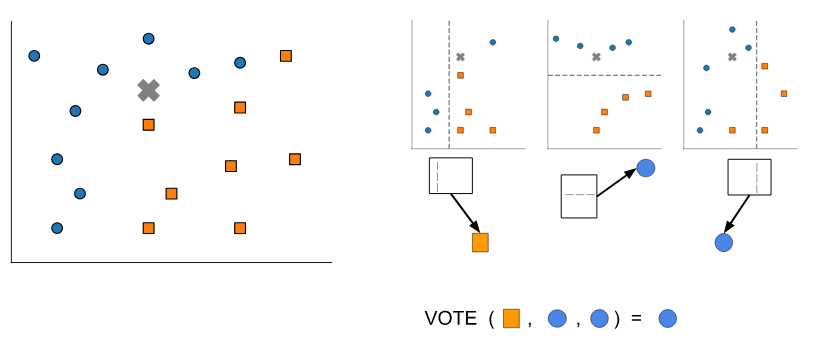 VOTE ( , , ) =